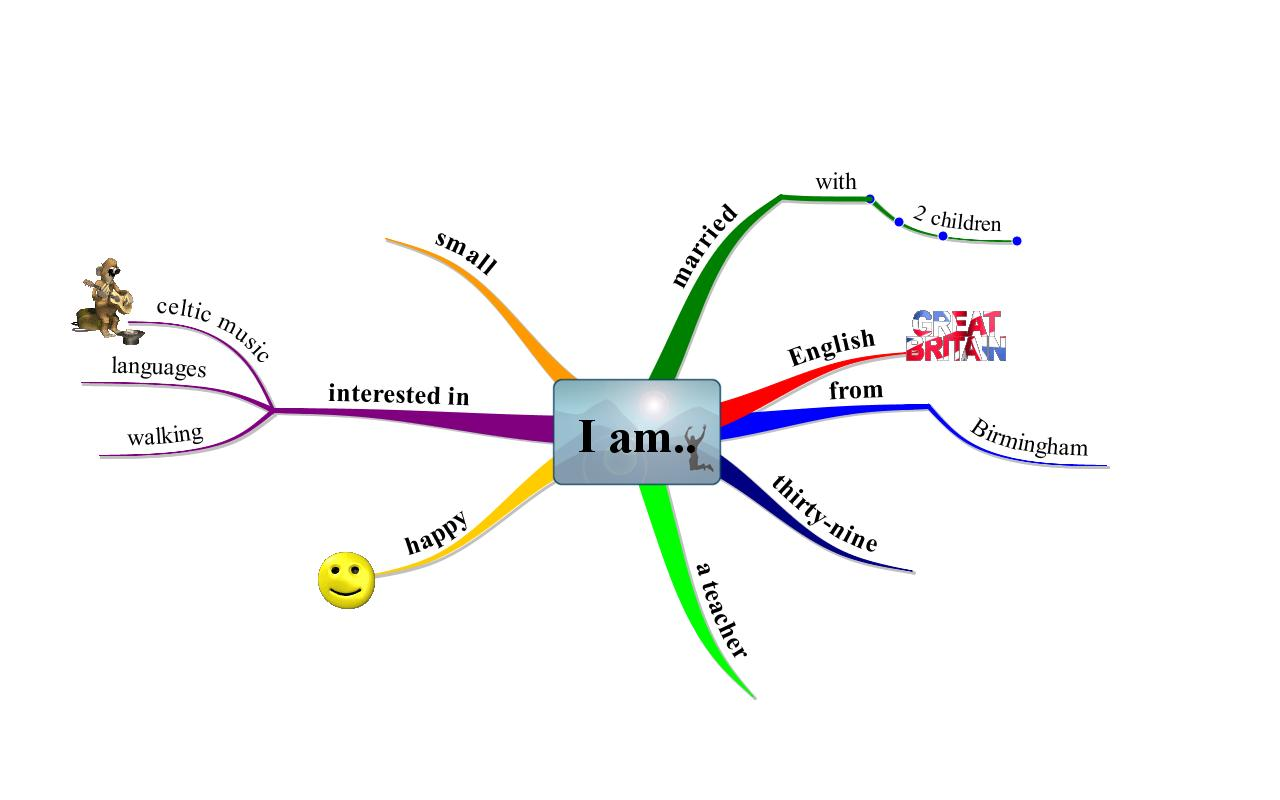 I am..
married
with
2 children
English
GREAT
BRITAIN
from
Birmingham
thirty-nine
a teacher
happy
interested in
celtic music
languages
walking
small